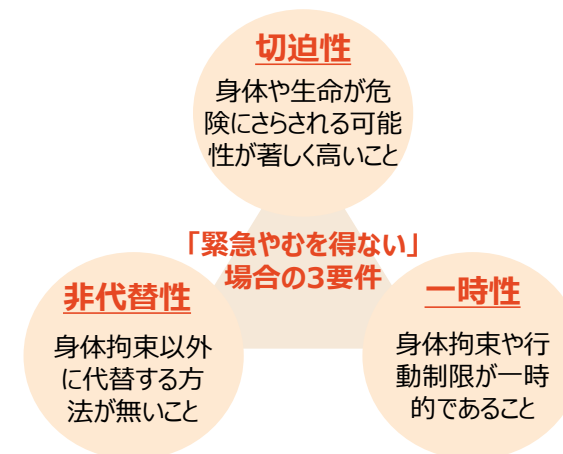 切迫性
身体や生命が危
険にさらされる可能
性が著しく高いこと
「緊急やむを得ない」
場合の3要件
非代替性
身体拘束以外
に代替する方
法が無いこと
一時性
身体拘束や行
動制限が一時
的であること